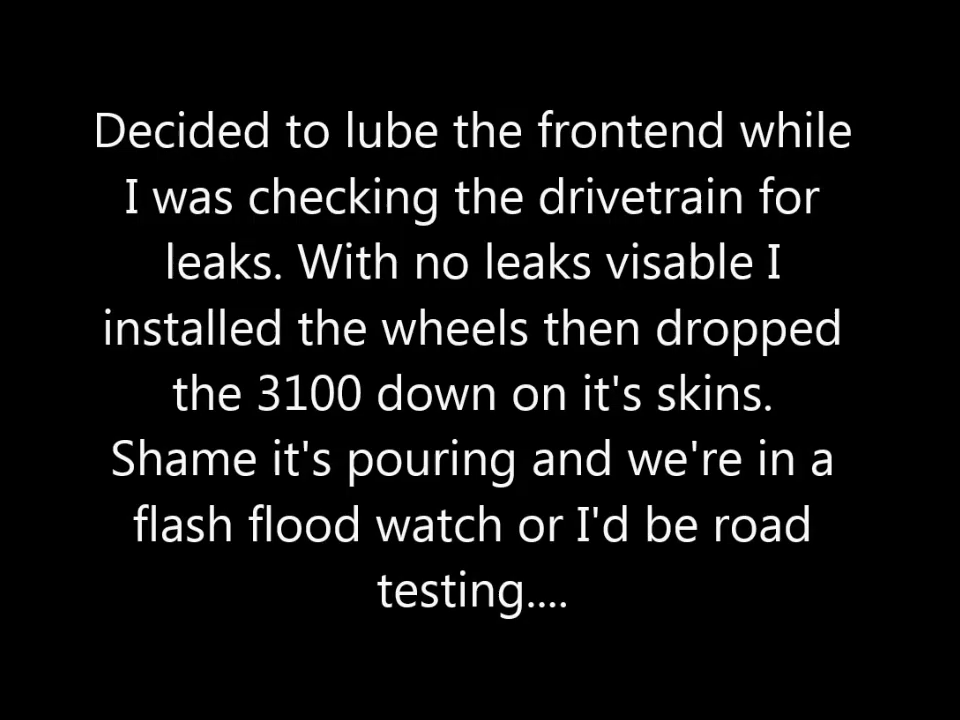 Decided to lube the frontend while
I was checking the drivetrain for
leaks. With no leaks visable I
installed the wheels then dropped
the 3100 down on it's skins.
Shame it's pouring and we're in a
flash flood watch or I'd be road
testing....